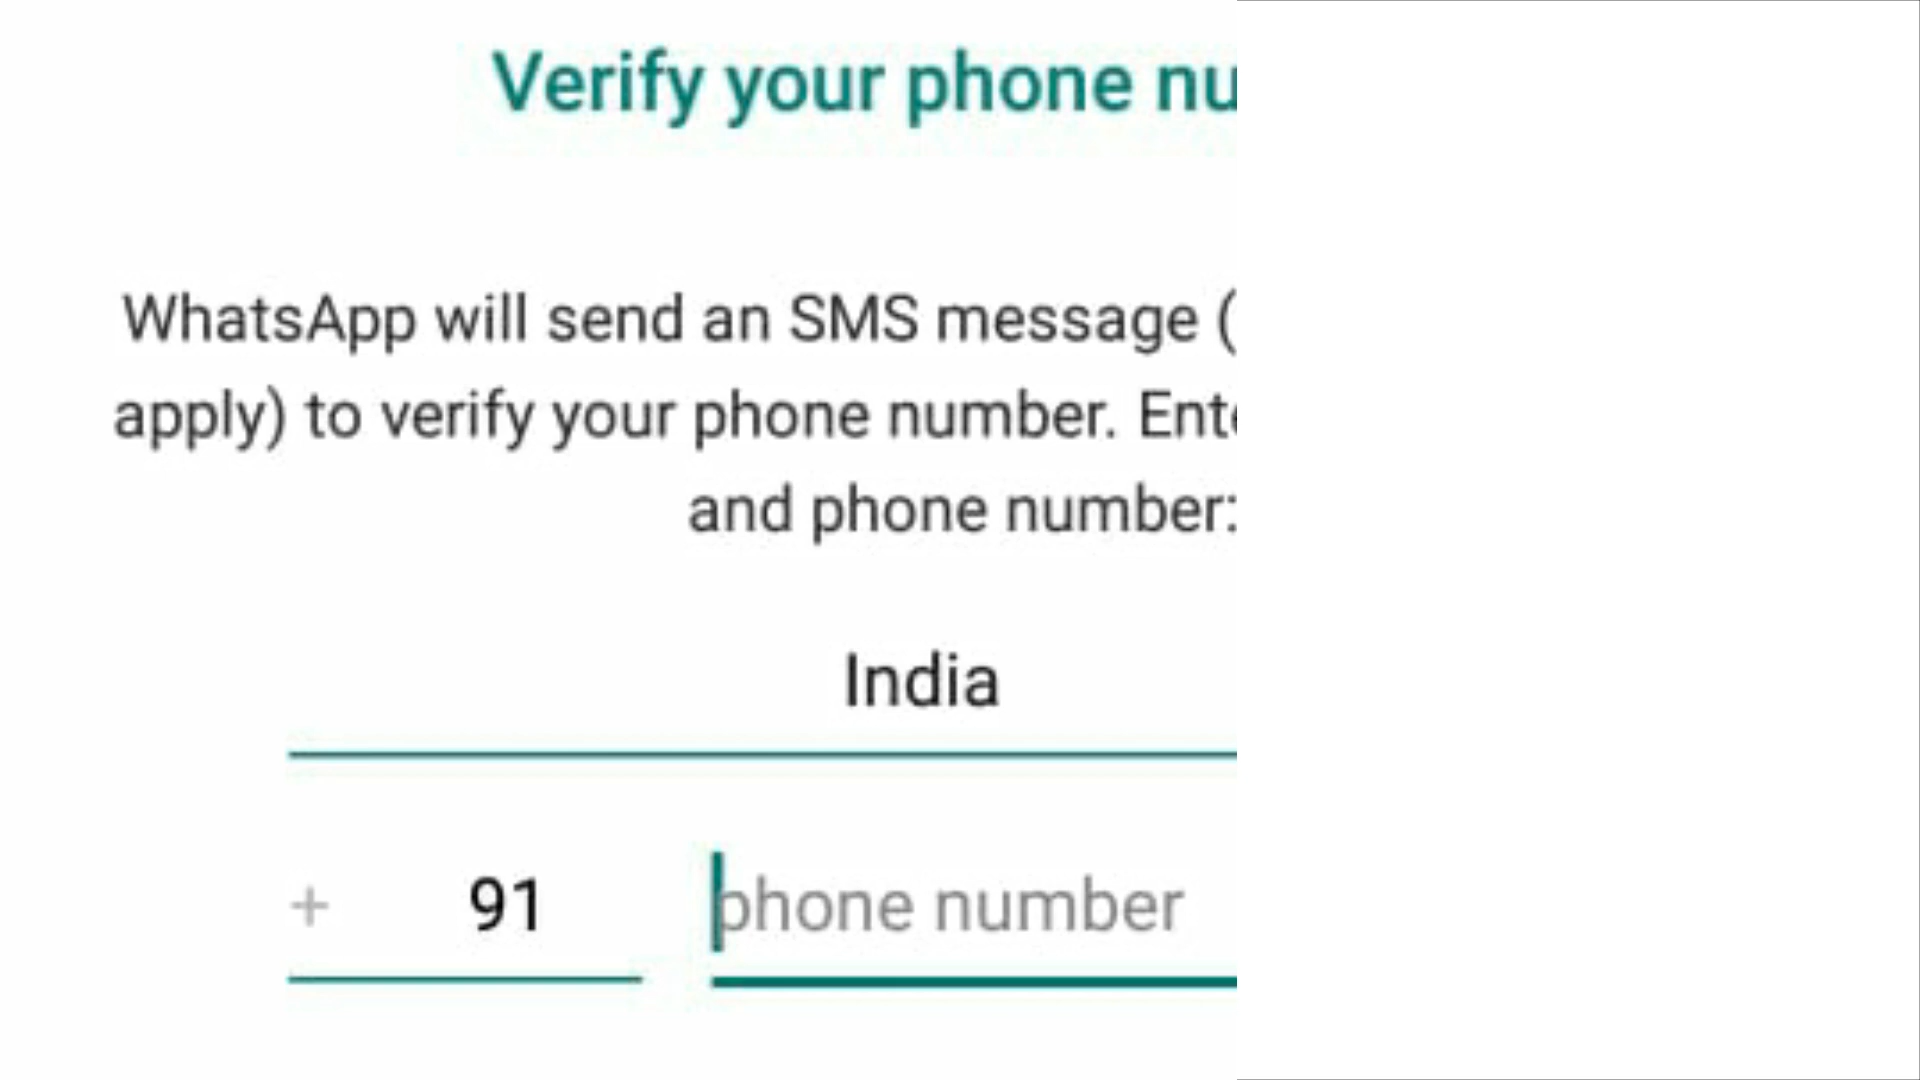 Verify your phone nu
WhatsApp will send an SMS message (
apply) to verify your phone number. Ente
and phone number:
India
+ 91 phone number